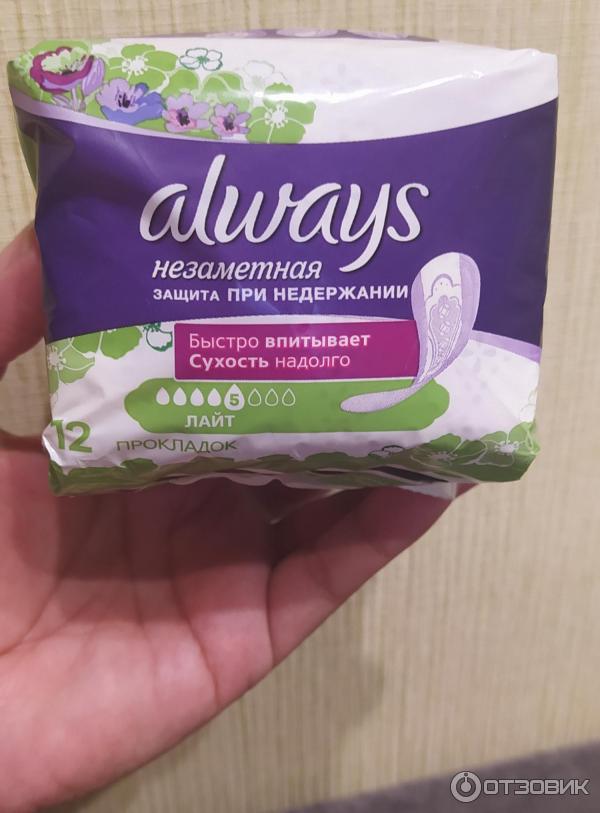 always
незаметная
ЗАЩИТА ПРИ НЕДЕРЖАНИИ
Быстро впитывает
Сухость надолго
5
ЛАЙТ
12 ПРОКЛАДОК
ОТЗОВИК